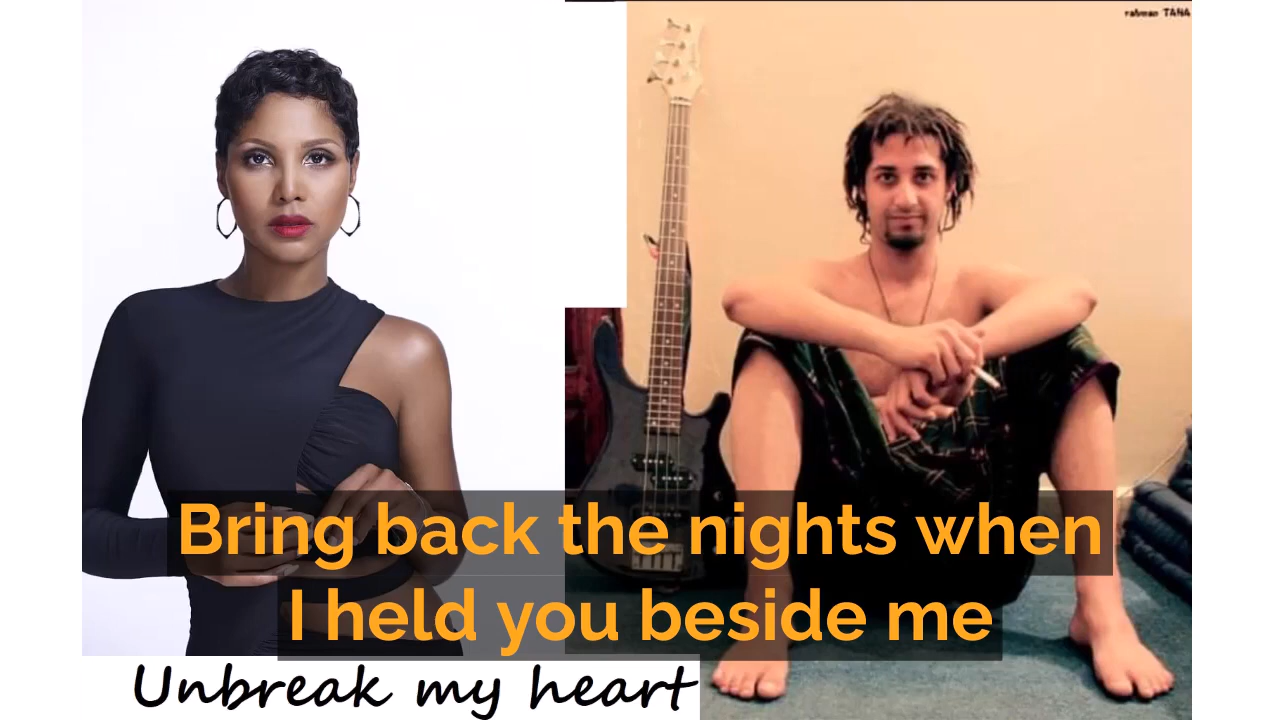 rahman TANA
Bring back the nights when
I held you beside me
Unbreak my heart